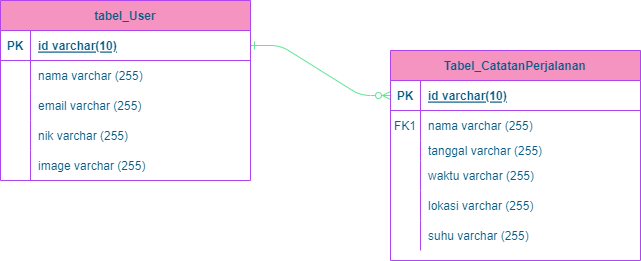 tabel_User
PK id varchar(10)
nama varchar (255)
email varchar (255)
nik varchar (255)
image varchar (255)
Tabel_CatatanPerjalanan
PK id varchar(10)
FK1 nama varchar (255)
tanggal varchar (255)
waktu varchar (255)
lokasi varchar (255)
suhu varchar (255)